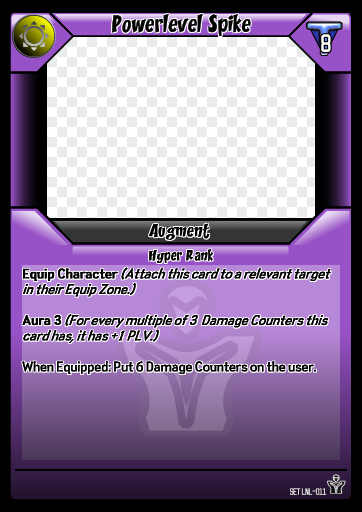 Powerlevel Spike
8
Augment
Hyper Rank
Equip Character (Attach this card to a relevant target
in their Equip Zone.)
Aura 3 (For every multiple of 3 Damage Counters this
card has, it has +1 PLV.)
When Equipped: Put 6 Damage Counters on the user.
SET LNL-011